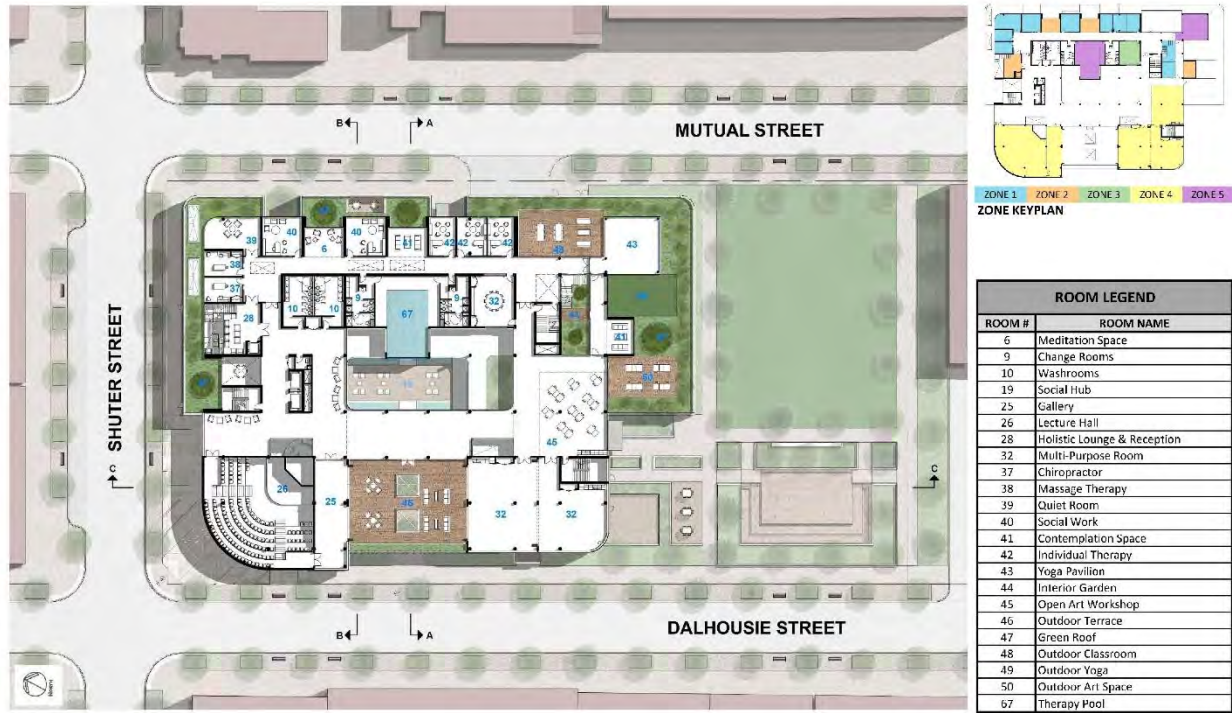 MUTUAL STREET
SHUTER STREET
DALHOUSIE STREET
B A
C C
B A
39 40 6 40 41 42 42 42 48 43
38
37
10 10 9 67 9 32 44
28
41
50
45
26 25 46 32 32
ZONE 1 ZONE 2 ZONE 3 ZONE 4 ZONE 5
ZONE KEYPLAN
ROOM LEGEND
ROOM # ROOM NAME
6 Meditation Space
9 Change Rooms
10 Washrooms
19 Social Hub
25 Gallery
26 Lecture Hall
28 Holistic Lounge & Reception
32 Multi-Purpose Room
37 Chiropractor
38 Massage Therapy
39 Quiet Room
40 Social Work
41 Contemplation Space
42 Individual Therapy
43 Yoga Pavilion
44 Interior Garden
45 Open Art Workshop
46 Outdoor Terrace
47 Green Roof
48 Outdoor Classroom
49 Outdoor Yoga
50 Outdoor Art Space
67 Therapy Pool